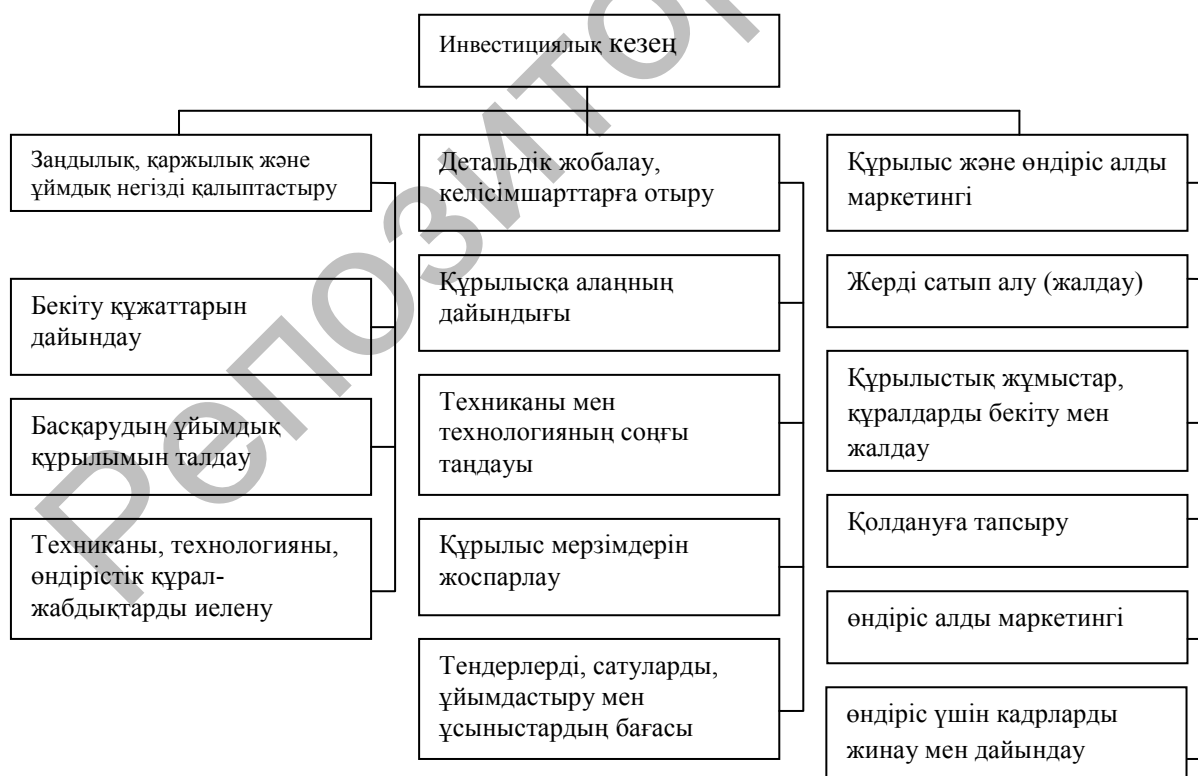 Инвестициялық кезең
Заңдылық, қаржылық және
ұймдық негізді қалыптастыру
Бекіту құжаттарын
дайындау
Басқарудың ұйымдық
құрылымын талдау
Техниканы, технологияны,
өндірістік құрал-
жабдықтарды иелену
Детальдік жобалау,
келісімшарттарға отыру
Құрылысқа алаңның
дайындығы
Техниканы мен
технологияның соңғы
таңдауы
Құрылыс мерзімдерін
жоспарлау
Тендерлерді, сатуларды,
ұйымдастыру мен
ұсыныстардың бағасы
Құрылыс және өндіріс алды
маркетингі
Жерді сатып алу (жалдау)
Құрылыстық жұмыстар,
құралдарды бекіту мен
жалдау
Қолдануға тапсыру
өндіріс алды маркетингі
өндіріс үшін кадрларды
жинау мен дайындау